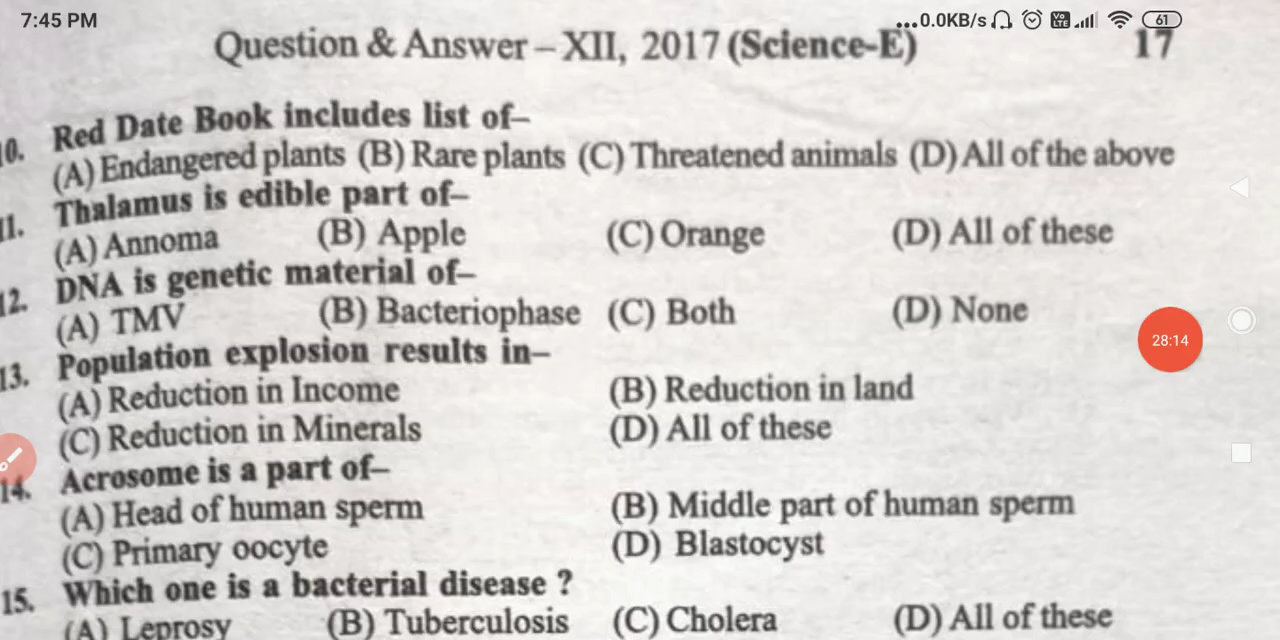 7:45 PM ...0.0KB/s Vo LTE 61
Question & Answer – XII, 2017 (Science-E) 17
10. Red Date Book includes list of–
(A) Endangered plants (B) Rare plants (C) Threatened animals (D) All of the above
11. Thalamus is edible part of–
(A) Annoma (B) Apple (C) Orange (D) All of these
12. DNA is genetic material of–
(A) TMV (B) Bacteriophase (C) Both (D) None
28:14
13. Population explosion results in–
(A) Reduction in Income (B) Reduction in land
(C) Reduction in Minerals (D) All of these
14. Acrosome is a part of–
(A) Head of human sperm (B) Middle part of human sperm
(C) Primary oocyte (D) Blastocyst
15. Which one is a bacterial disease ?
(A) Leprosy (B) Tuberculosis (C) Cholera (D) All of these